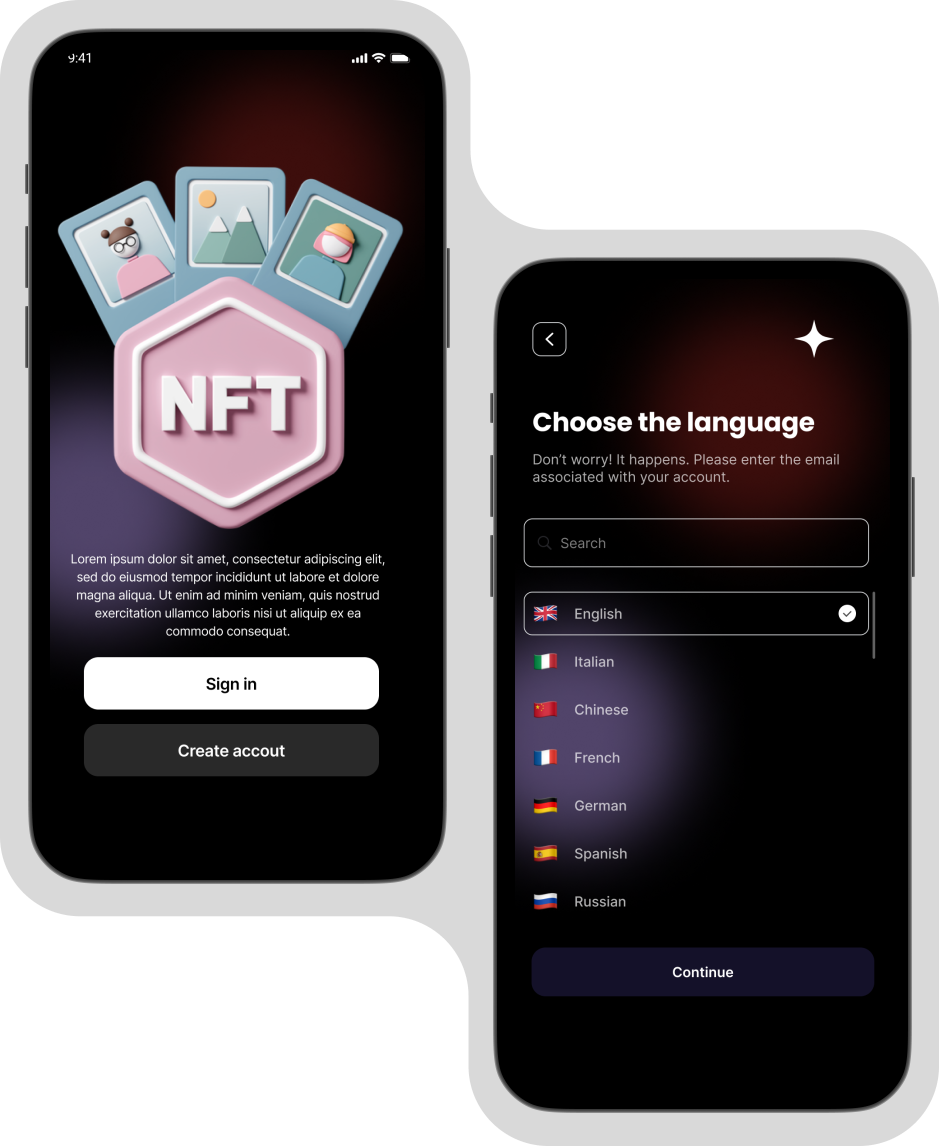 9:41
NFT
Lorem ipsum dolor sit amet, consectetur adipiscing elit,
sed do eiusmod tempor incididunt ut labore et dolore
magna aliqua. Ut enim ad minim veniam, quis nostrud
exercitation ullamco laboris nisi ut aliquip ex ea
commodo consequat.
Sign in
Create accout
Choose the language
Don’t worry! It happens. Please enter the email
associated with your account.
Search
English
Italian
Chinese
French
German
Spanish
Russian
Continue